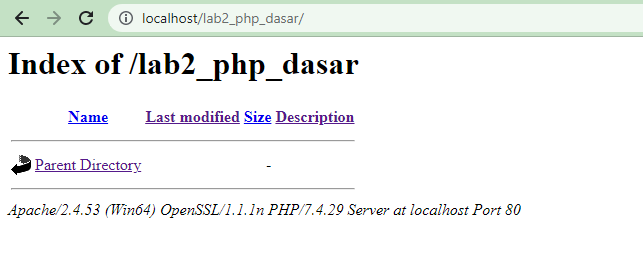 localhost/lab2_php_dasar/
Index of /lab2_php_dasar
Name Last modified Size Description
Parent Directory -
Apache/2.4.53 (Win64) OpenSSL/1.1.1n PHP/7.4.29 Server at localhost Port 80